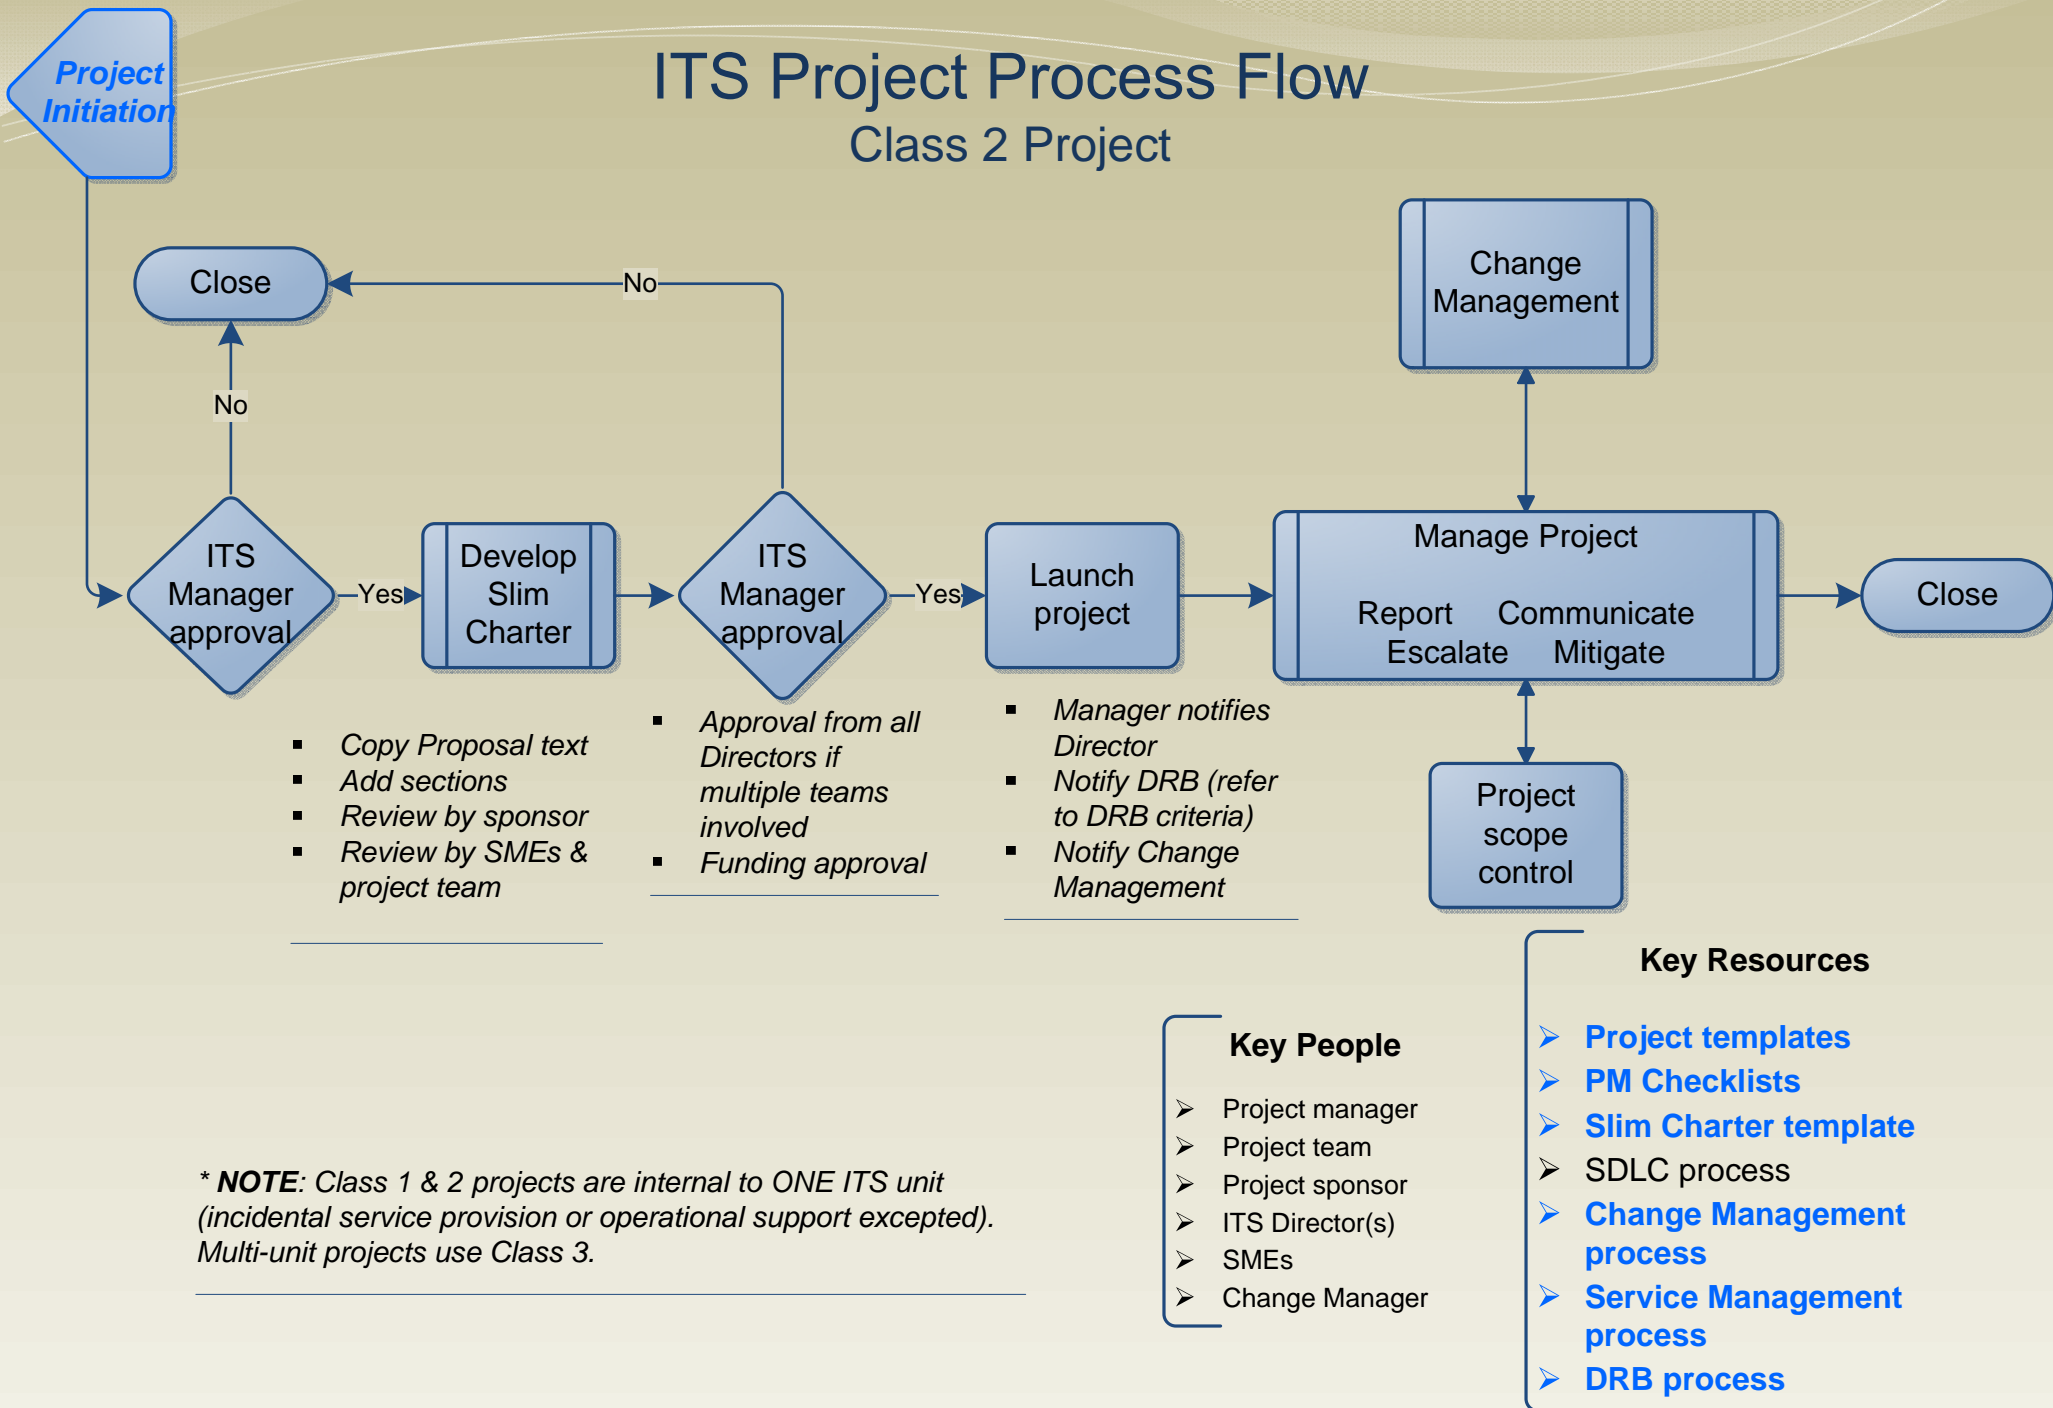 Project
Initiation
ITS Project Process Flow
Class 2 Project
Close
No
No
Change
Management
ITS
Manager
approval
Yes
Develop
Slim
Charter
ITS
Manager
approval
Yes
Launch
project
Manage Project
Report Communicate
Escalate Mitigate
Close
▪ Copy Proposal text
▪ Add sections
▪ Review by sponsor
▪ Review by SMEs &
project team
▪ Approval from all
Directors if
multiple teams
involved
▪ Funding approval
▪ Manager notifies
Director
▪ Notify DRB (refer
to DRB criteria)
▪ Notify Change
Management
Project
scope
control
Key People
➢ Project manager
➢ Project team
➢ Project sponsor
➢ ITS Director(s)
➢ SMEs
➢ Change Manager
Key Resources
➢ Project templates
➢ PM Checklists
➢ Slim Charter template
➢ SDLC process
➢ Change Management
process
➢ Service Management
process
➢ DRB process
* NOTE: Class 1 & 2 projects are internal to ONE ITS unit
(incidental service provision or operational support excepted).
Multi-unit projects use Class 3.